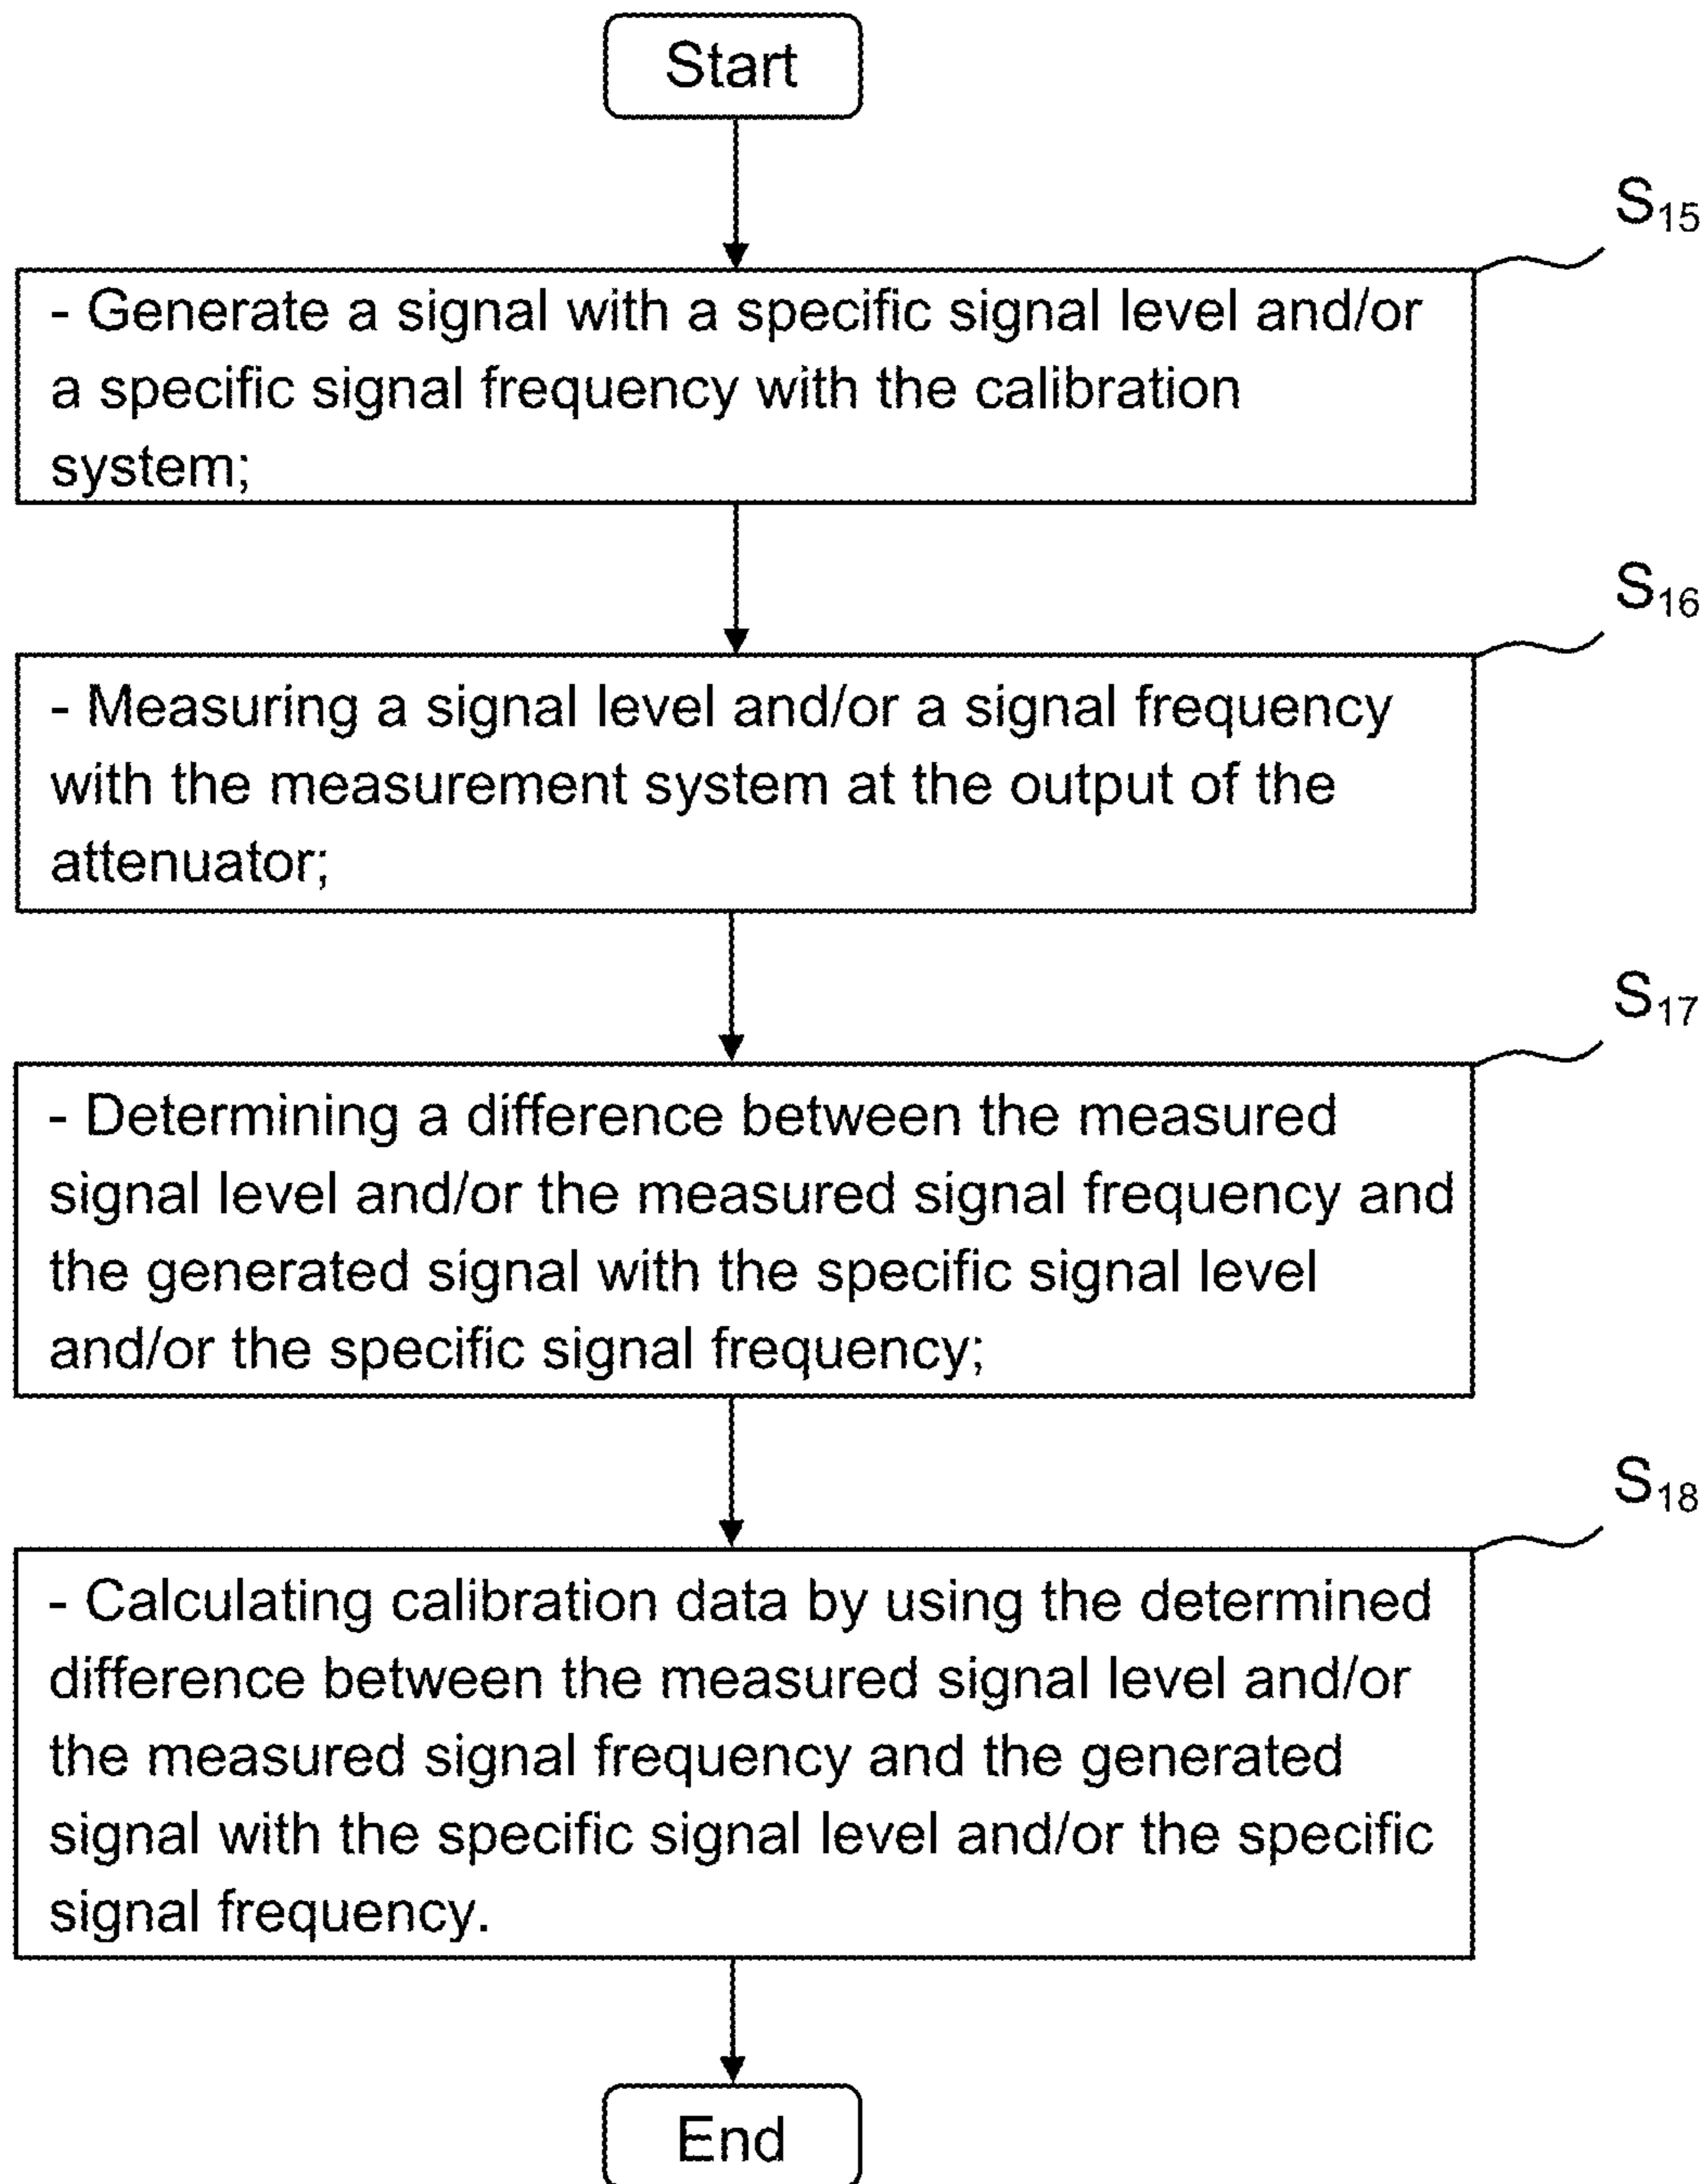 Start
S15
- Generate a signal with a specific signal level and/or
a specific signal frequency with the calibration
system;
S16
- Measuring a signal level and/or a signal frequency
with the measurement system at the output of the
attenuator;
S17
- Determining a difference between the measured
signal level and/or the measured signal frequency and
the generated signal with the specific signal level
and/or the specific signal frequency;
S18
- Calculating calibration data by using the determined
difference between the measured signal level and/or
the measured signal frequency and the generated
signal with the specific signal level and/or the specific
signal frequency.
End